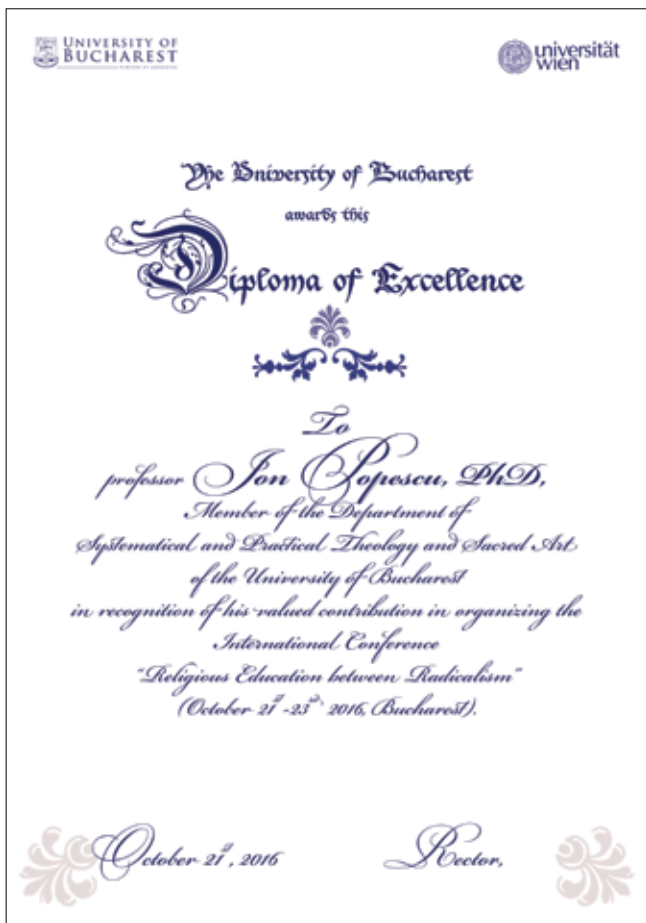 UNIVERSITY OF
BUCHAREST
universität
wien
The University of Bucharest
awards this
Diploma of Excellence
To
professor Ion Popescu, PhD,
Member of the Department of
Systematical and Practical Theology and Sacred Art
of the University of Bucharest
in recognition of his valued contribution in organizing the
International Conference
"Religious Education between Radicalism"
(October 21st -23rd, 2016, Bucharest).
October 21st, 2016
Rector,